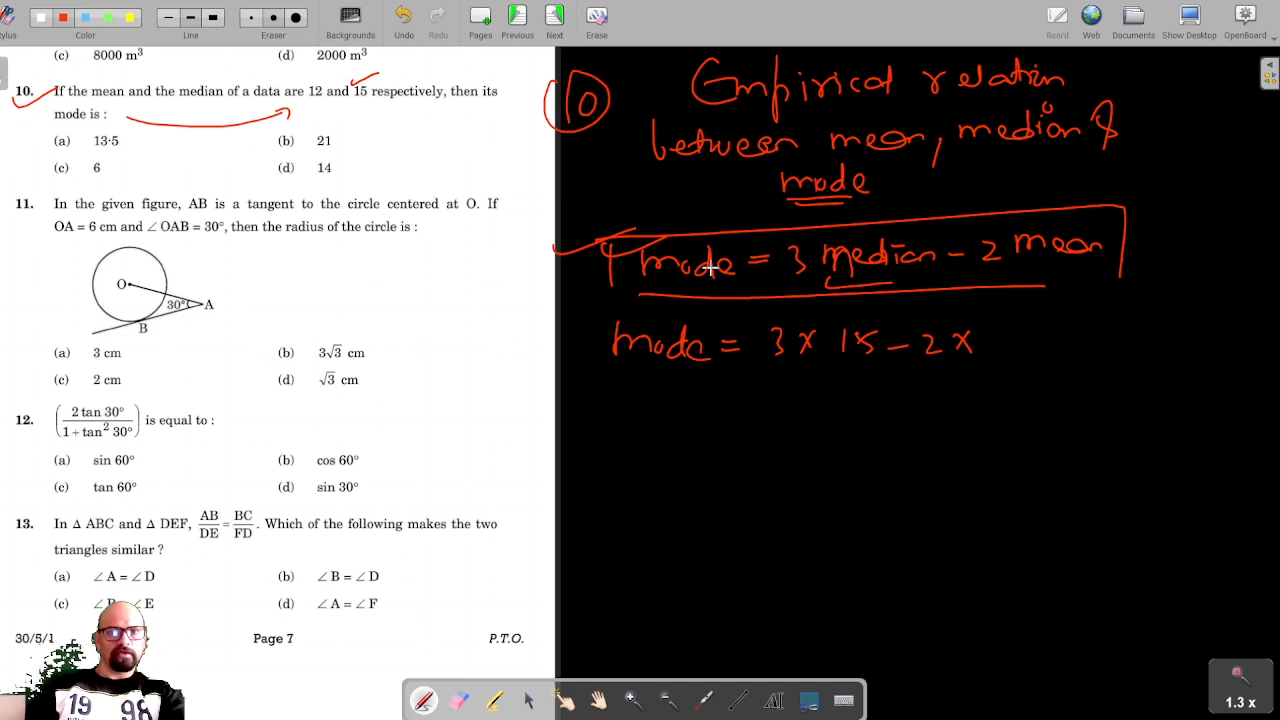 tylus
Color
Line
Eraser
Backgrounds
Undo
Redo
Pages
Previous
Next
Erase
Board
Web
Documents
Show Desktop
OpenBoard
(c) 8000 m³ (d) 2000 m³
10. If the mean and the median of a data are 12 and 15 respectively, then its
mode is :
(a) 13·5 (b) 21
(c) 6 (d) 14
11. In the given figure, AB is a tangent to the circle centered at O. If
OA = 6 cm and ∠ OAB = 30°, then the radius of the circle is :
O
30°
A
B
(a) 3 cm (b) 3√3 cm
(c) 2 cm (d) √3 cm
12. (2 tan 30° / 1 + tan² 30°) is equal to :
(a) sin 60° (b) cos 60°
(c) tan 60° (d) sin 30°
13. In Δ ABC and Δ DEF, AB/DE = BC/FD. Which of the following makes the two
triangles similar ?
(a) ∠ A = ∠ D (b) ∠ B = ∠ D
(c) ∠ E (d) ∠ A = ∠ F
30/5/1 Page 7 P.T.O.
19 98
10 Empirical relation
between mean, median &
mode
mode = 3 median - 2 mean
mode = 3 x 15 - 2 x
1.3 x